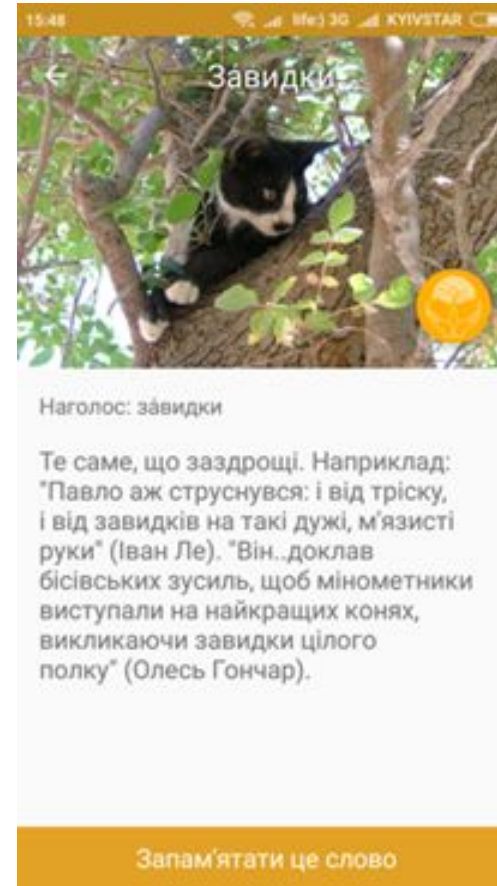 15:48 life:) 3G KYIVSTAR
Завидки
Наголос: за́видки
Те саме, що заздрощі. Наприклад:
"Павло аж струснувся: і від тріску,
і від завидків на такі дужі, м'язисті
руки" (Іван Ле). "Він..доклав
бісівських зусиль, щоб мінометники
виступали на найкращих конях,
викликаючи завидки цілого
полку" (Олесь Гончар).
Запам'ятати це слово